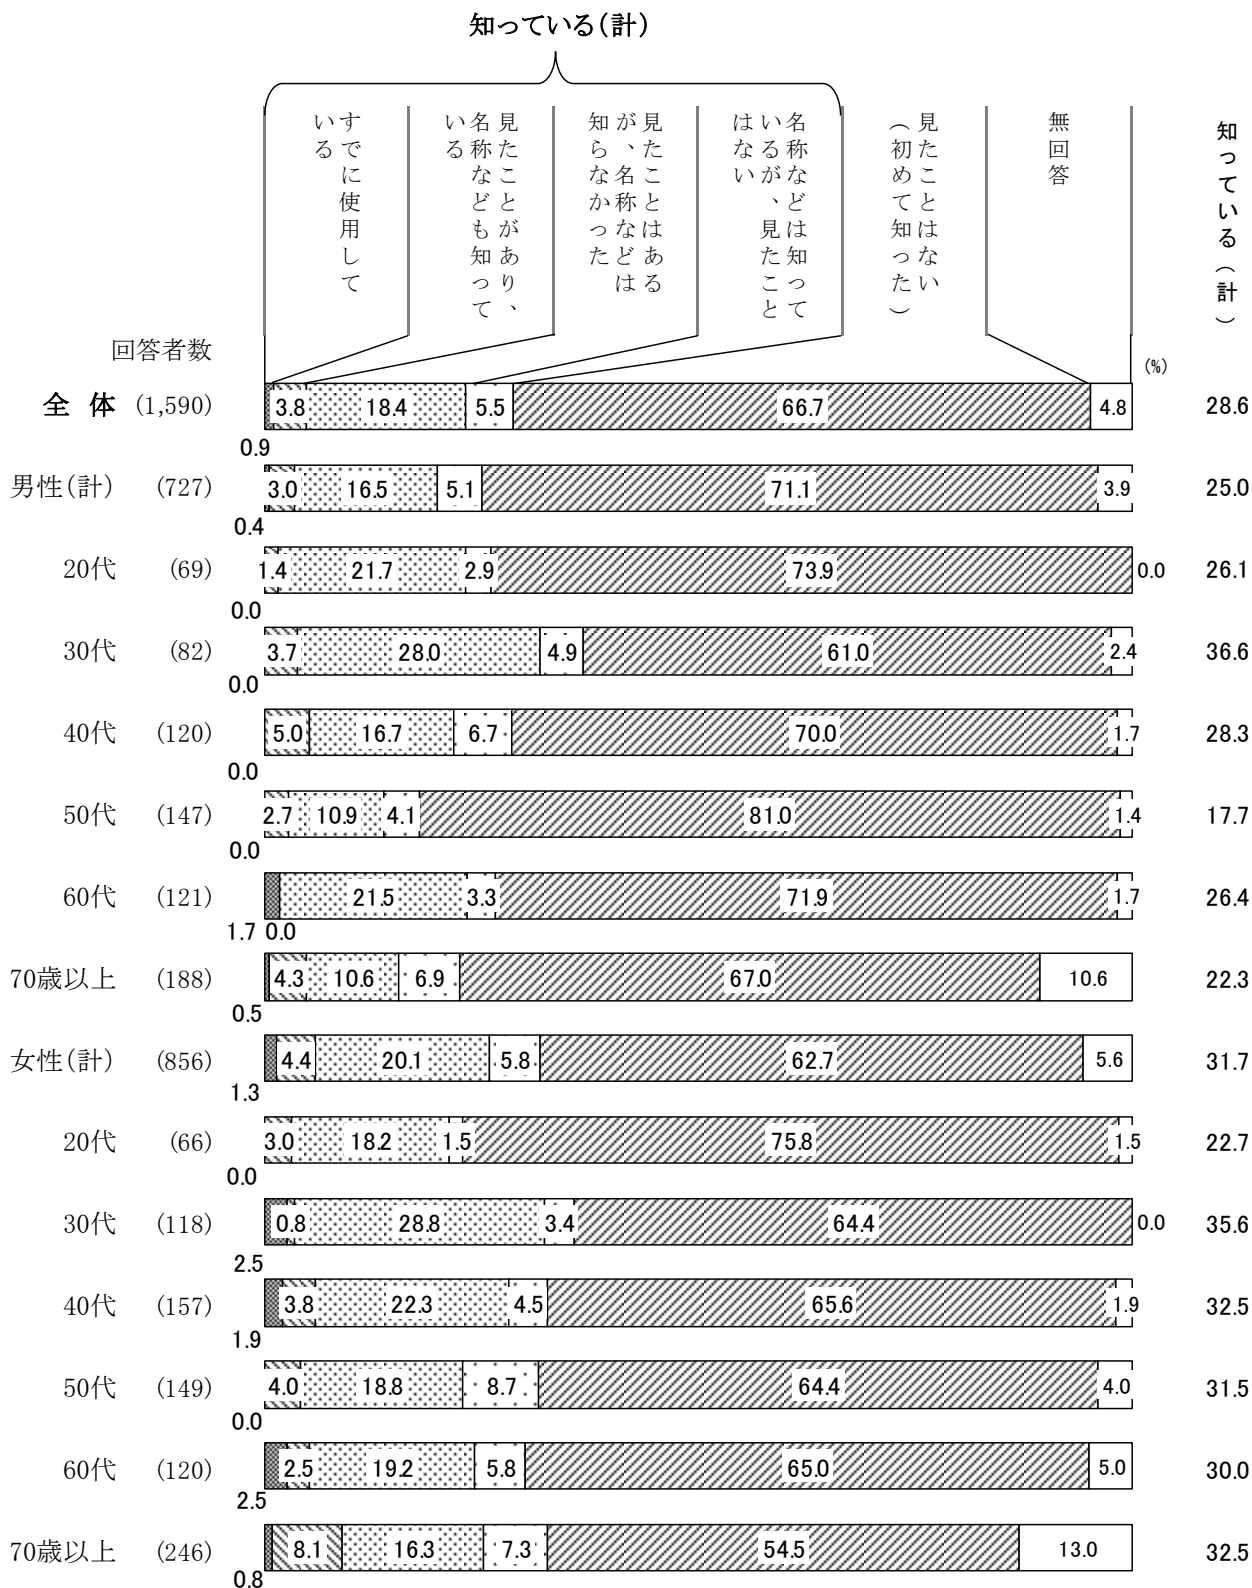 知っている(計)
すでに使用して
いる
見たことがあり、
名称なども知って
いる
見たことはある
が、名称などは
知らなかった
名称などは知って
いるが、見たこと
はない
見たことはない
(初めて知った)
無回答
知っている(計)
回答者数
(%)
全 体 (1,590) 3.8 18.4 5.5 66.7 4.8 28.6
0.9
男性(計) (727) 3.0 16.5 5.1 71.1 3.9 25.0
0.4
20代 (69) 1.4 21.7 2.9 73.9 0.0 26.1
0.0
30代 (82) 3.7 28.0 4.9 61.0 2.4 36.6
0.0
40代 (120) 5.0 16.7 6.7 70.0 1.7 28.3
0.0
50代 (147) 2.7 10.9 4.1 81.0 1.4 17.7
0.0
60代 (121) 21.5 3.3 71.9 1.7 26.4
1.7 0.0
70歳以上 (188) 4.3 10.6 6.9 67.0 10.6 22.3
0.5
女性(計) (856) 4.4 20.1 5.8 62.7 5.6 31.7
1.3
20代 (66) 3.0 18.2 1.5 75.8 1.5 22.7
0.0
30代 (118) 0.8 28.8 3.4 64.4 0.0 35.6
2.5
40代 (157) 3.8 22.3 4.5 65.6 1.9 32.5
1.9
50代 (149) 4.0 18.8 8.7 64.4 4.0 31.5
0.0
60代 (120) 2.5 19.2 5.8 65.0 5.0 30.0
2.5
70歳以上 (246) 8.1 16.3 7.3 54.5 13.0 32.5
0.8